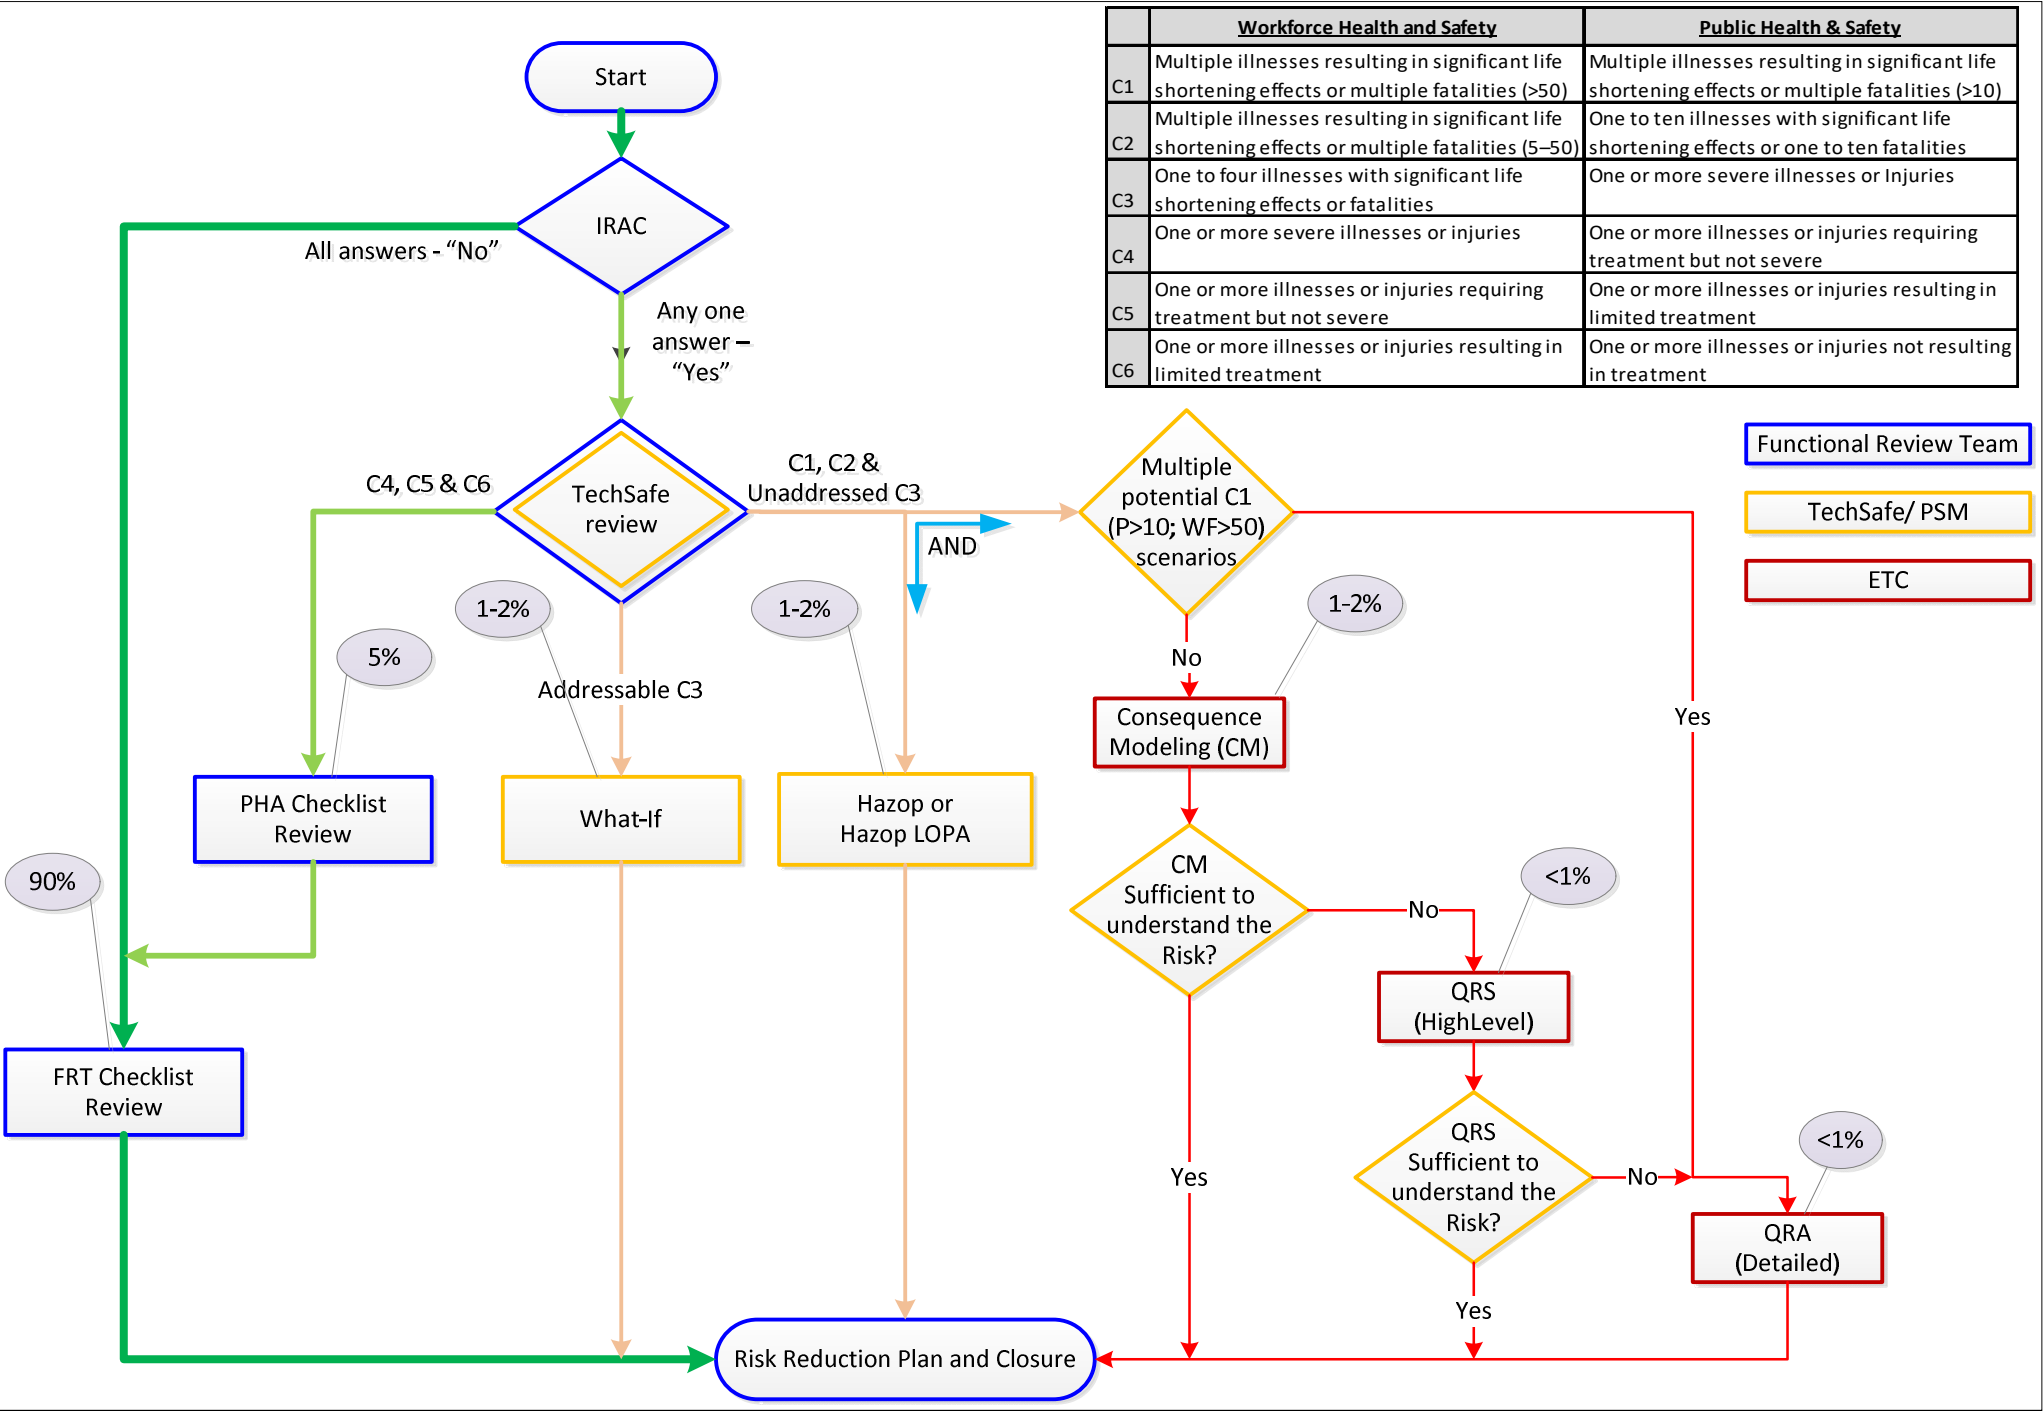 Workforce Health and Safety
Public Health & Safety
C1
Multiple illnesses resulting in significant life
shortening effects or multiple fatalities (>50)
Multiple illnesses resulting in significant life
shortening effects or multiple fatalities (>10)
C2
Multiple illnesses resulting in significant life
shortening effects or multiple fatalities (5–50)
One to ten illnesses with significant life
shortening effects or one to ten fatalities
C3
One to four illnesses with significant life
shortening effects or fatalities
One or more severe illnesses or Injuries
C4
One or more severe illnesses or injuries
One or more illnesses or injuries requiring
treatment but not severe
C5
One or more illnesses or injuries requiring
treatment but not severe
One or more illnesses or injuries resulting in
limited treatment
C6
One or more illnesses or injuries resulting in
limited treatment
One or more illnesses or injuries not resulting
in treatment
Start
IRAC
All answers - “No”
Any one
answer –
“Yes”
TechSafe
review
C4, C5 & C6
C1, C2 &
Unaddressed C3
AND
Multiple
potential C1
(P>10; WF>50)
scenarios
Functional Review Team
TechSafe/ PSM
ETC
1-2%
1-2%
1-2%
5%
No
Addressable C3
Yes
Consequence
Modeling (CM)
PHA Checklist
Review
What-If
Hazop or
Hazop LOPA
90%
CM
Sufficient to
understand the
Risk?
No
<1%
QRS
(HighLevel)
FRT Checklist
Review
QRS
Sufficient to
understand the
Risk?
No
<1%
Yes
QRA
(Detailed)
Yes
Risk Reduction Plan and Closure